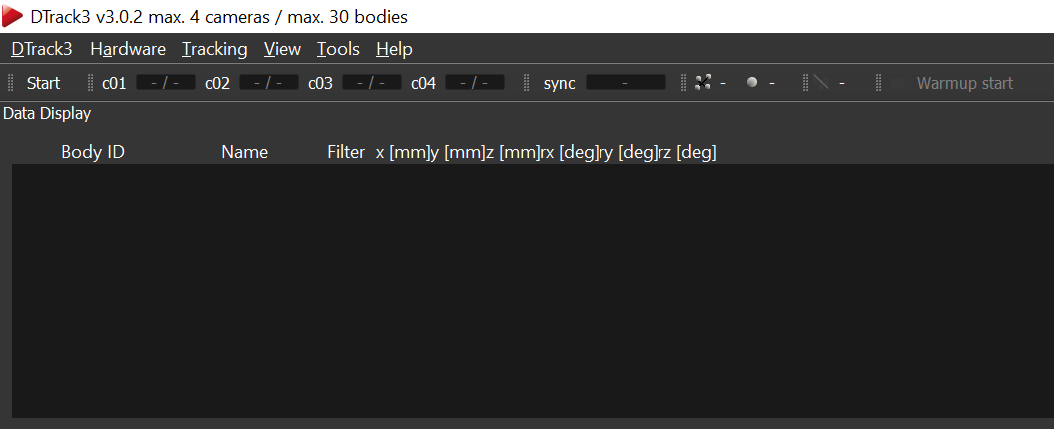 DTrack3 v3.0.2 max. 4 cameras / max. 30 bodies
DTrack3 Hardware Tracking View Tools Help
Start c01 - / - c02 - / - c03 - / - c04 - / - sync - - - - Warmup start
Data Display
Body ID Name Filter x [mm]y [mm]z [mm]rx [deg]ry [deg]rz [deg]